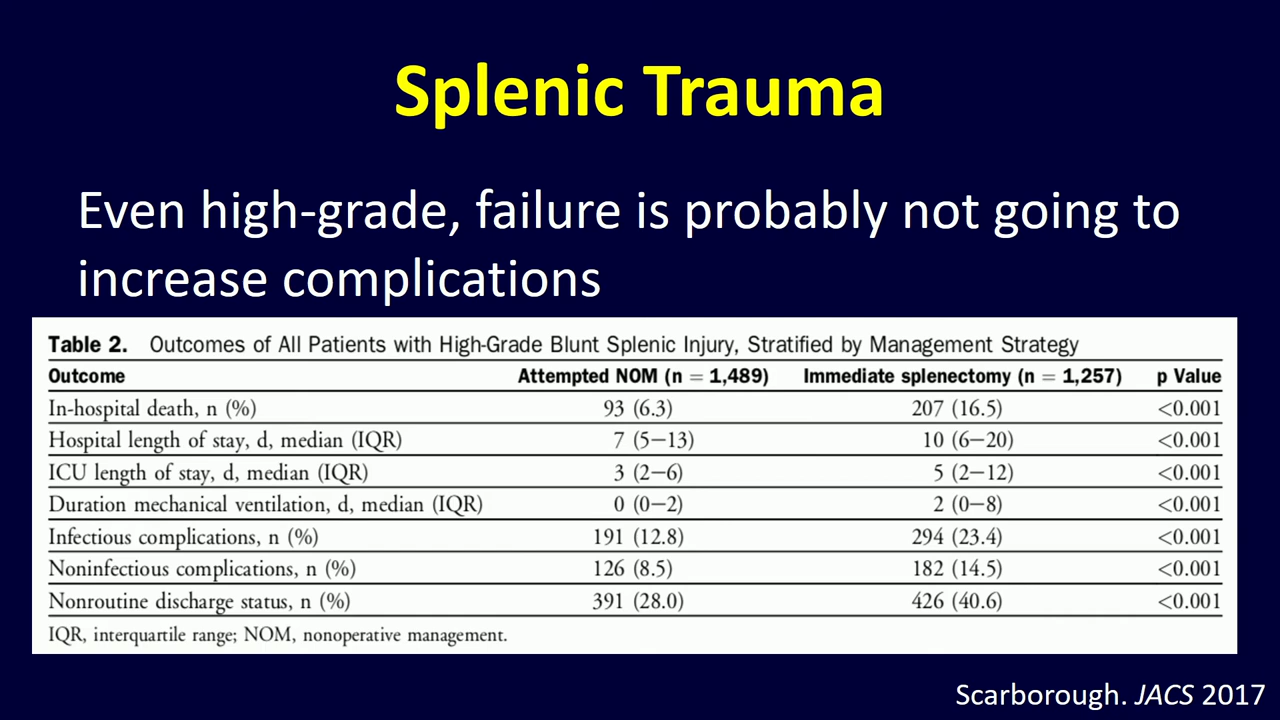 Splenic Trauma
Even high-grade, failure is probably not going to
increase complications
Table 2. Outcomes of All Patients with High-Grade Blunt Splenic Injury, Stratified by Management Strategy
Outcome Attempted NOM (n = 1,489) Immediate splenectomy (n = 1,257) p Value
In-hospital death, n (%) 93 (6.3) 207 (16.5) <0.001
Hospital length of stay, d, median (IQR) 7 (5–13) 10 (6–20) <0.001
ICU length of stay, d, median (IQR) 3 (2–6) 5 (2–12) <0.001
Duration mechanical ventilation, d, median (IQR) 0 (0–2) 2 (0–8) <0.001
Infectious complications, n (%) 191 (12.8) 294 (23.4) <0.001
Noninfectious complications, n (%) 126 (8.5) 182 (14.5) <0.001
Nonroutine discharge status, n (%) 391 (28.0) 426 (40.6) <0.001
IQR, interquartile range; NOM, nonoperative management.
Scarborough. JACS 2017